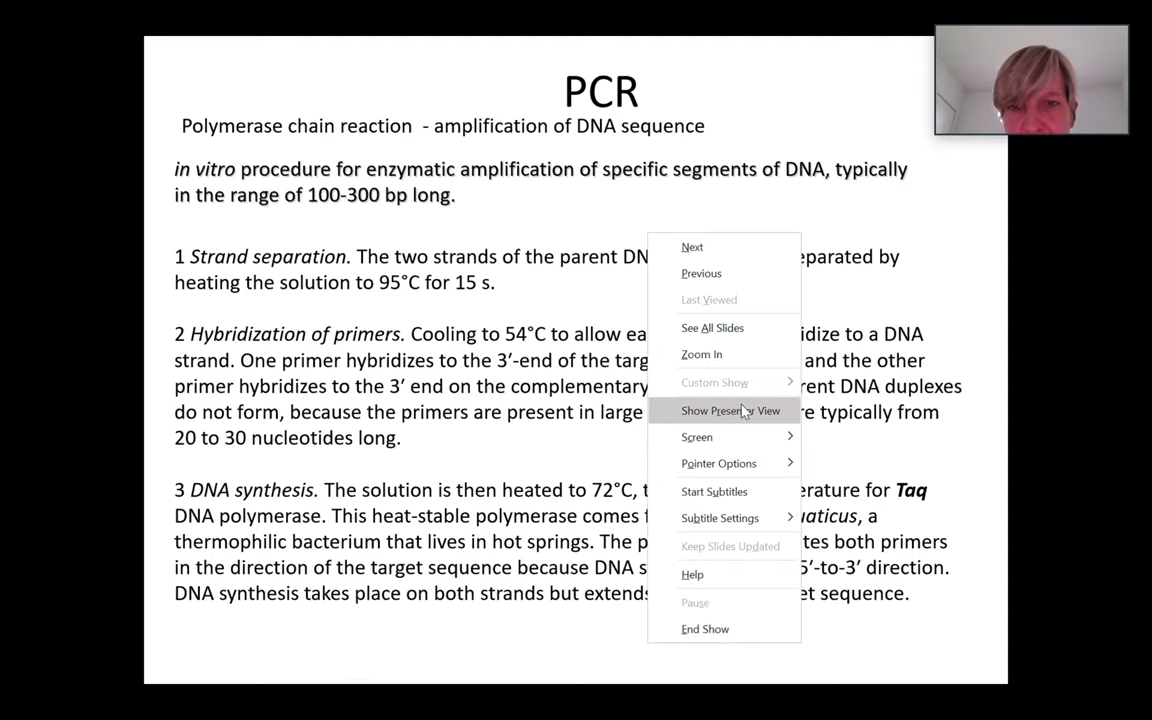 PCR
Polymerase chain reaction - amplification of DNA sequence
in vitro procedure for enzymatic amplification of specific segments of DNA, typically
in the range of 100-300 bp long.
1 Strand separation. The two strands of the parent DN eparated by
heating the solution to 95°C for 15 s.
2 Hybridization of primers. Cooling to 54°C to allow ea idize to a DNA
strand. One primer hybridizes to the 3′-end of the targ and the other
primer hybridizes to the 3′ end on the complementary rent DNA duplexes
do not form, because the primers are present in large re typically from
20 to 30 nucleotides long.
3 DNA synthesis. The solution is then heated to 72°C, t erature for Taq
DNA polymerase. This heat-stable polymerase comes f uaticus, a
thermophilic bacterium that lives in hot springs. The p tes both primers
in the direction of the target sequence because DNA s 5′-to-3′ direction.
DNA synthesis takes place on both strands but extends et sequence.
Next
Previous
Last Viewed
See All Slides
Zoom In
Custom Show
Show Presenter View
Screen
Pointer Options
Start Subtitles
Subtitle Settings
Keep Slides Updated
Help
Pause
End Show